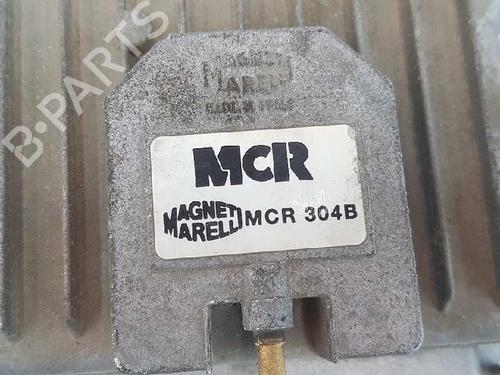 MAGNETI
MARELLI
MADE IN ITALY
B-PARTS
MCR
MAGNETI
MARELLI
MCR 304B